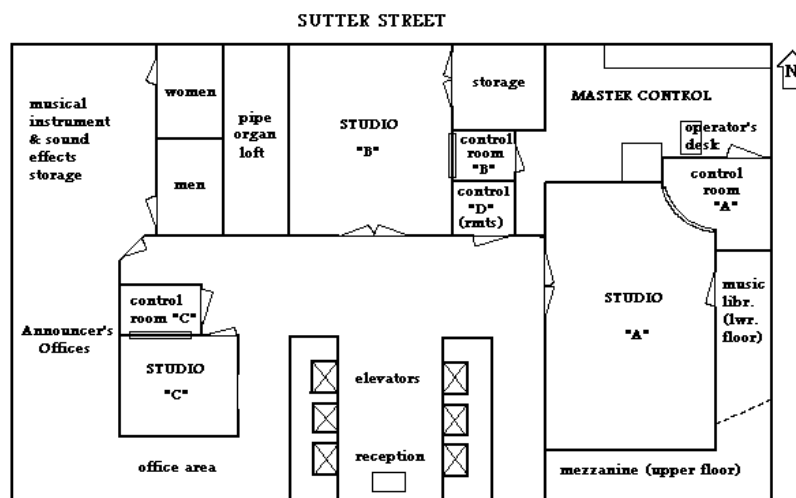 SUTTER STREET
N
musical
instrument
& sound
effects
storage
women
men
pipe
organ
loft
STUDIO
"B"
storage
control
room
"B"
control
"D"
(rmts)
MASTER CONTROL
operator's
desk
control
room
"A"
STUDIO
"A"
music
libr.
(lwr.
floor)
control
room "C"
Announcer's
Offices
STUDIO
"C"
elevators
reception
office area
mezzanine (upper floor)